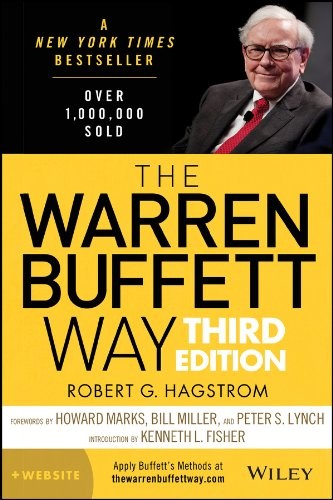 A NEW YORK TIMES
BESTSELLER
OVER
1,000,000
SOLD
THE
WARREN
BUFFETT
WAY THIRD
EDITION
ROBERT G. HAGSTROM
FOREWORDS BY HOWARD MARKS, BILL MILLER, AND PETER S. LYNCH
INTRODUCTION BY KENNETH L. FISHER
+WEBSITE
Apply Buffett's Methods at
thewarrenbuffettway.com
WILEY